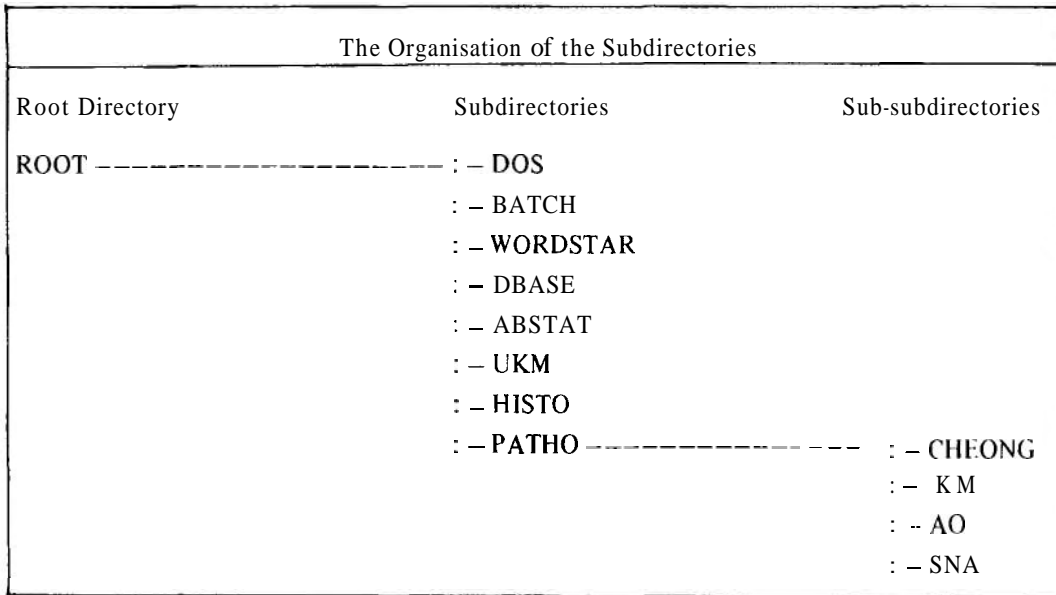 The Organisation of the Subdirectories
Root Directory Subdirectories Sub-subdirectories
ROOT ------------------- : – DOS
: – BATCH
: – WORDSTAR
: – DBASE
: – ABSTAT
: – UKM
: – HISTO
: – PATHO --------------- : – CHEONG
: – KM
: – AO
: – SNA